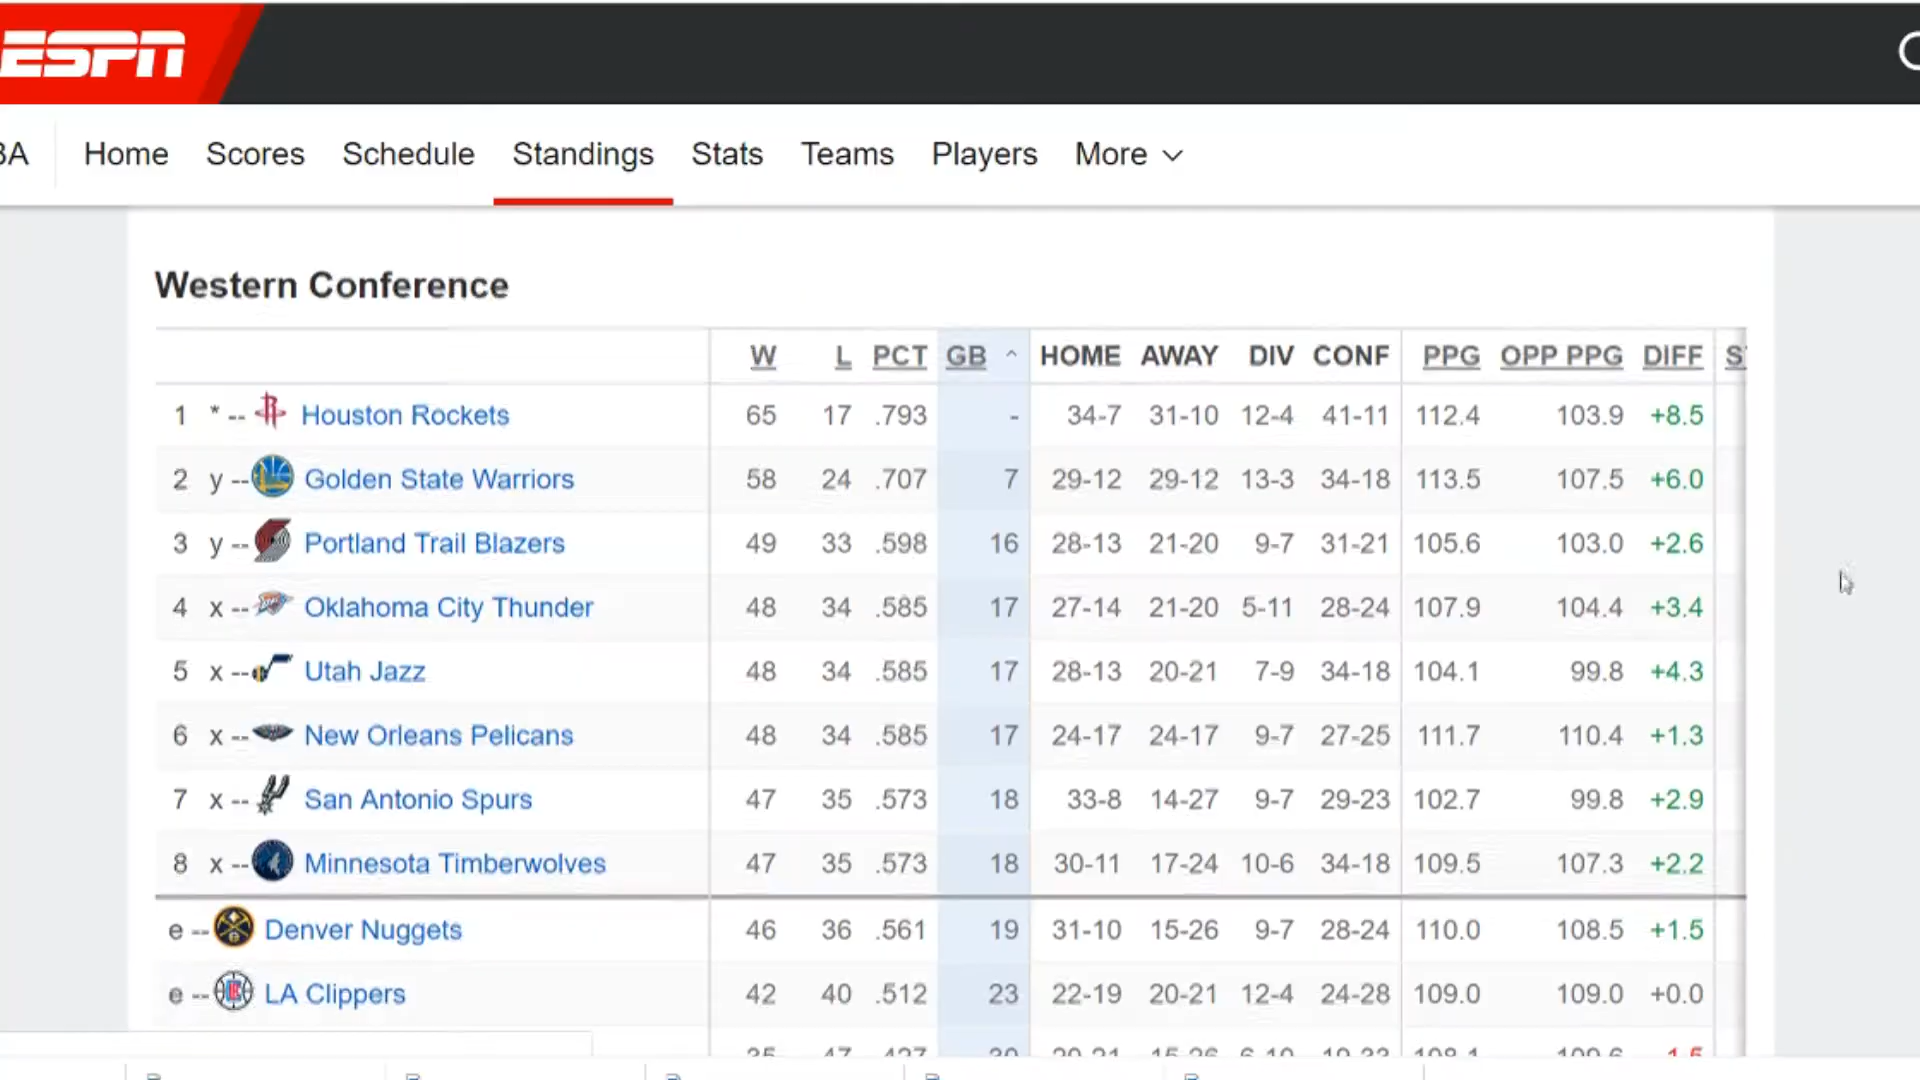 ESPN
BA Home Scores Schedule Standings Stats Teams Players More
Western Conference
W L PCT GB HOME AWAY DIV CONF PPG OPP PPG DIFF
1 * -- Houston Rockets 65 17 .793 - 34-7 31-10 12-4 41-11 112.4 103.9 +8.5
2 y -- Golden State Warriors 58 24 .707 7 29-12 29-12 13-3 34-18 113.5 107.5 +6.0
3 y -- Portland Trail Blazers 49 33 .598 16 28-13 21-20 9-7 31-21 105.6 103.0 +2.6
4 x -- Oklahoma City Thunder 48 34 .585 17 27-14 21-20 5-11 28-24 107.9 104.4 +3.4
5 x -- Utah Jazz 48 34 .585 17 28-13 20-21 7-9 34-18 104.1 99.8 +4.3
6 x -- New Orleans Pelicans 48 34 .585 17 24-17 24-17 9-7 27-25 111.7 110.4 +1.3
7 x -- San Antonio Spurs 47 35 .573 18 33-8 14-27 9-7 29-23 102.7 99.8 +2.9
8 x -- Minnesota Timberwolves 47 35 .573 18 30-11 17-24 10-6 34-18 109.5 107.3 +2.2
e -- Denver Nuggets 46 36 .561 19 31-10 15-26 9-7 28-24 110.0 108.5 +1.5
e -- LA Clippers 42 40 .512 23 22-19 20-21 12-4 24-28 109.0 109.0 +0.0